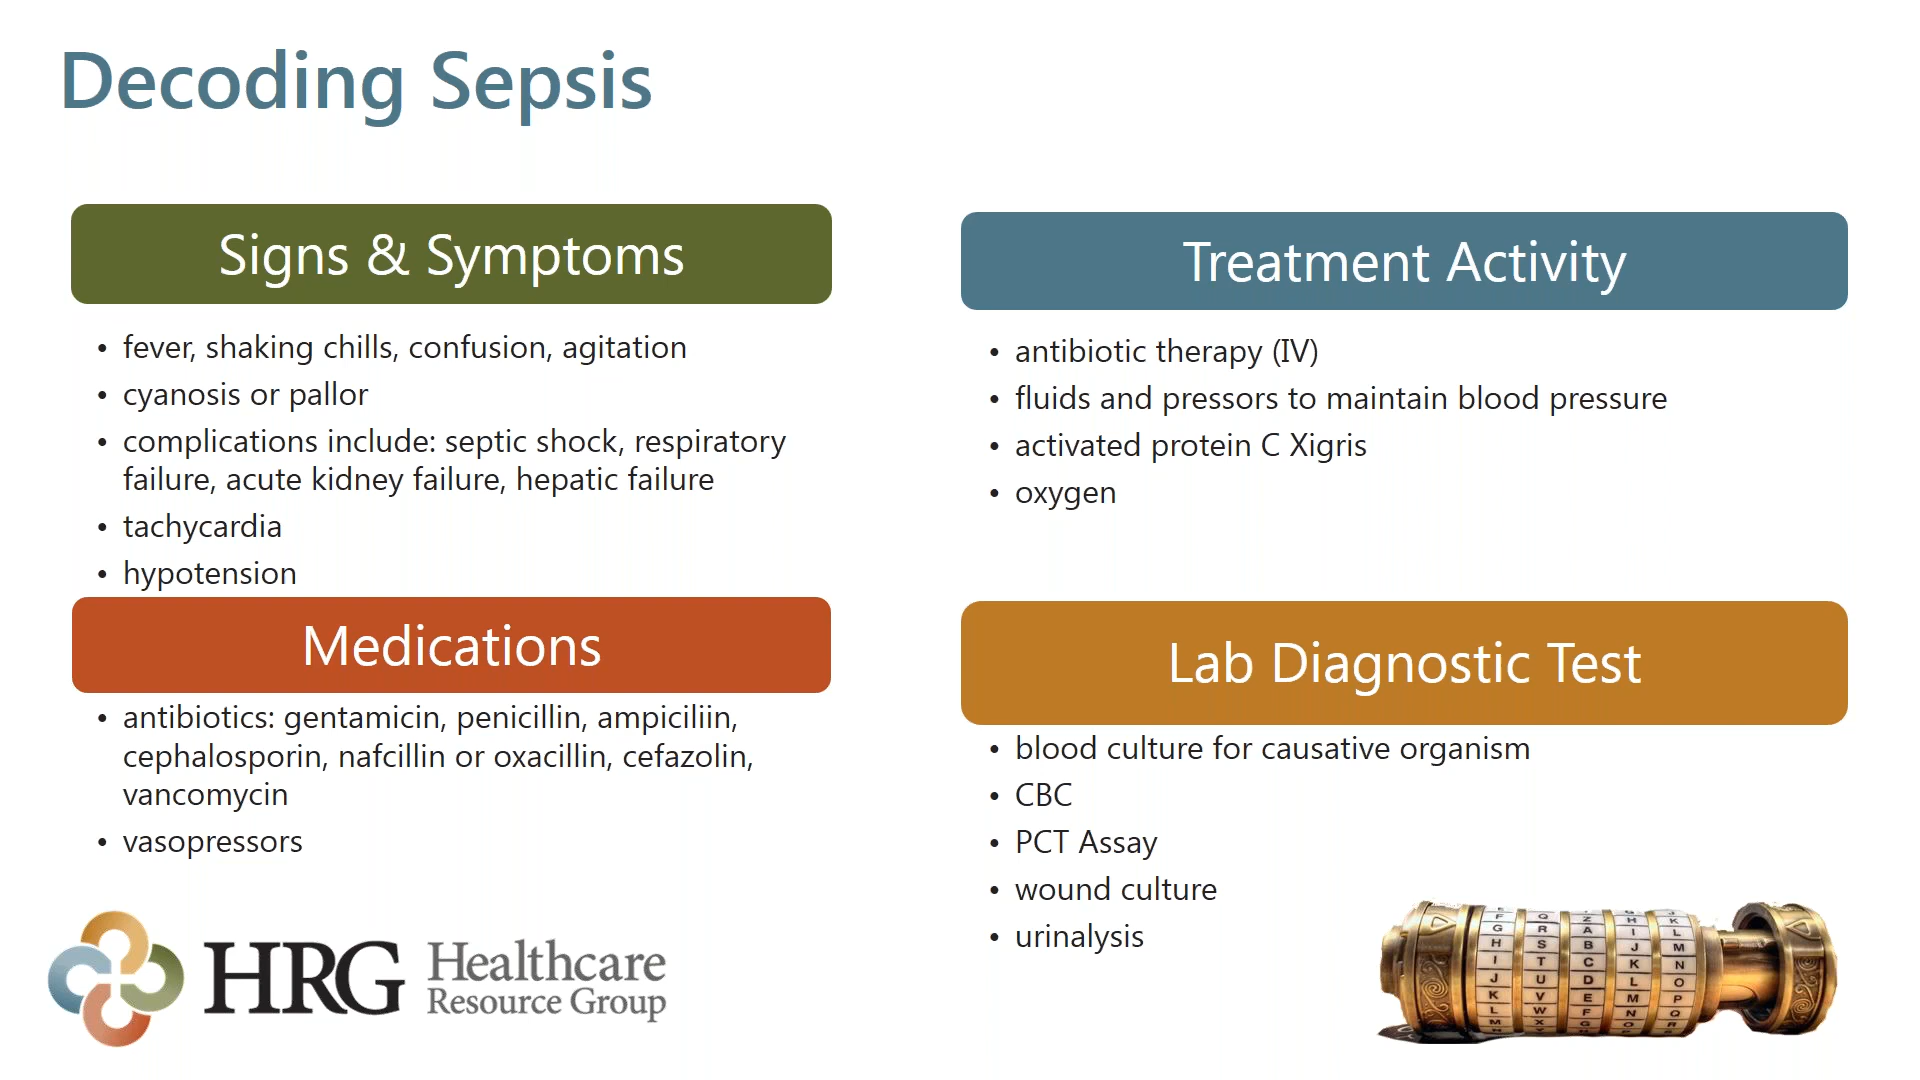 Decoding Sepsis
Signs & Symptoms
• fever, shaking chills, confusion, agitation
• cyanosis or pallor
• complications include: septic shock, respiratory
failure, acute kidney failure, hepatic failure
• tachycardia
• hypotension
Treatment Activity
• antibiotic therapy (IV)
• fluids and pressors to maintain blood pressure
• activated protein C Xigris
• oxygen
Medications
• antibiotics: gentamicin, penicillin, ampiciliin,
cephalosporin, nafcillin or oxacillin, cefazolin,
vancomycin
• vasopressors
Lab Diagnostic Test
• blood culture for causative organism
• CBC
• PCT Assay
• wound culture
• urinalysis
HRG Healthcare
Resource Group
F Q Z H K
G R A I L
H S B J M
I T C K N
J U D L O
K V E M P
L W F N Q